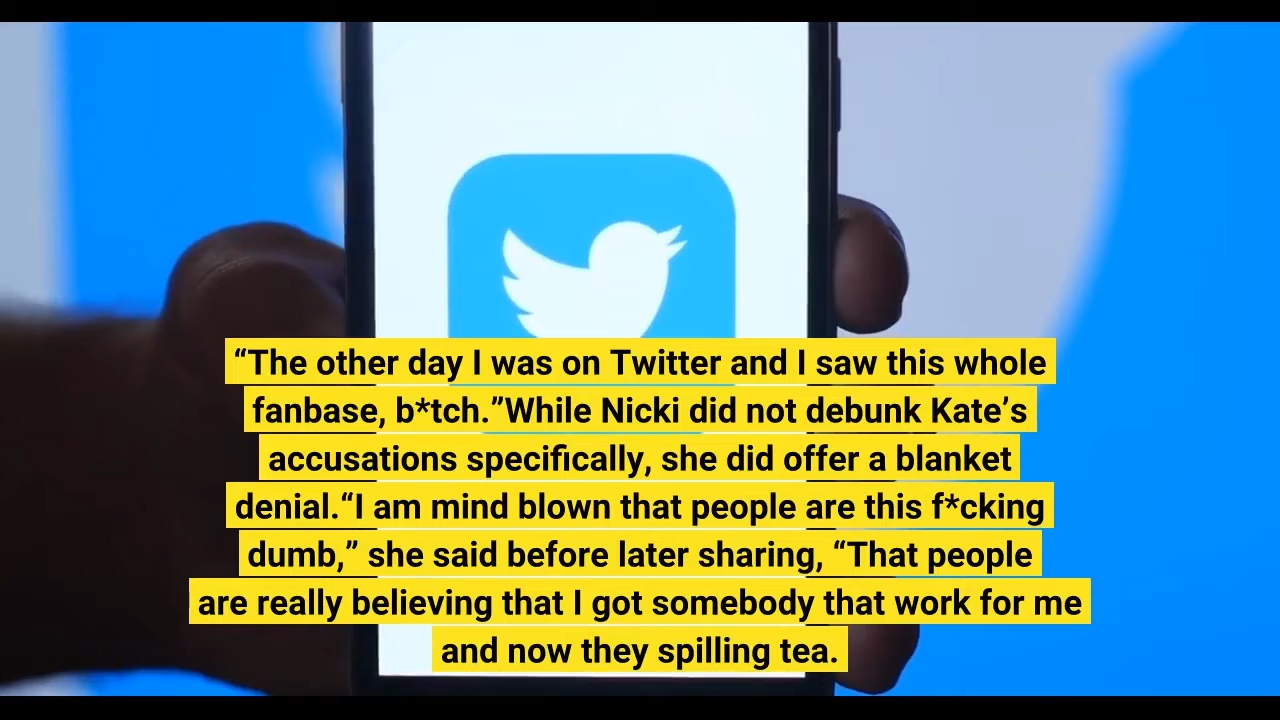 “The other day I was on Twitter and I saw this whole
fanbase, b*tch.”While Nicki did not debunk Kate’s
accusations specifically, she did offer a blanket
denial.“I am mind blown that people are this f*cking
dumb,” she said before later sharing, “That people
are really believing that I got somebody that work for me
and now they spilling tea.